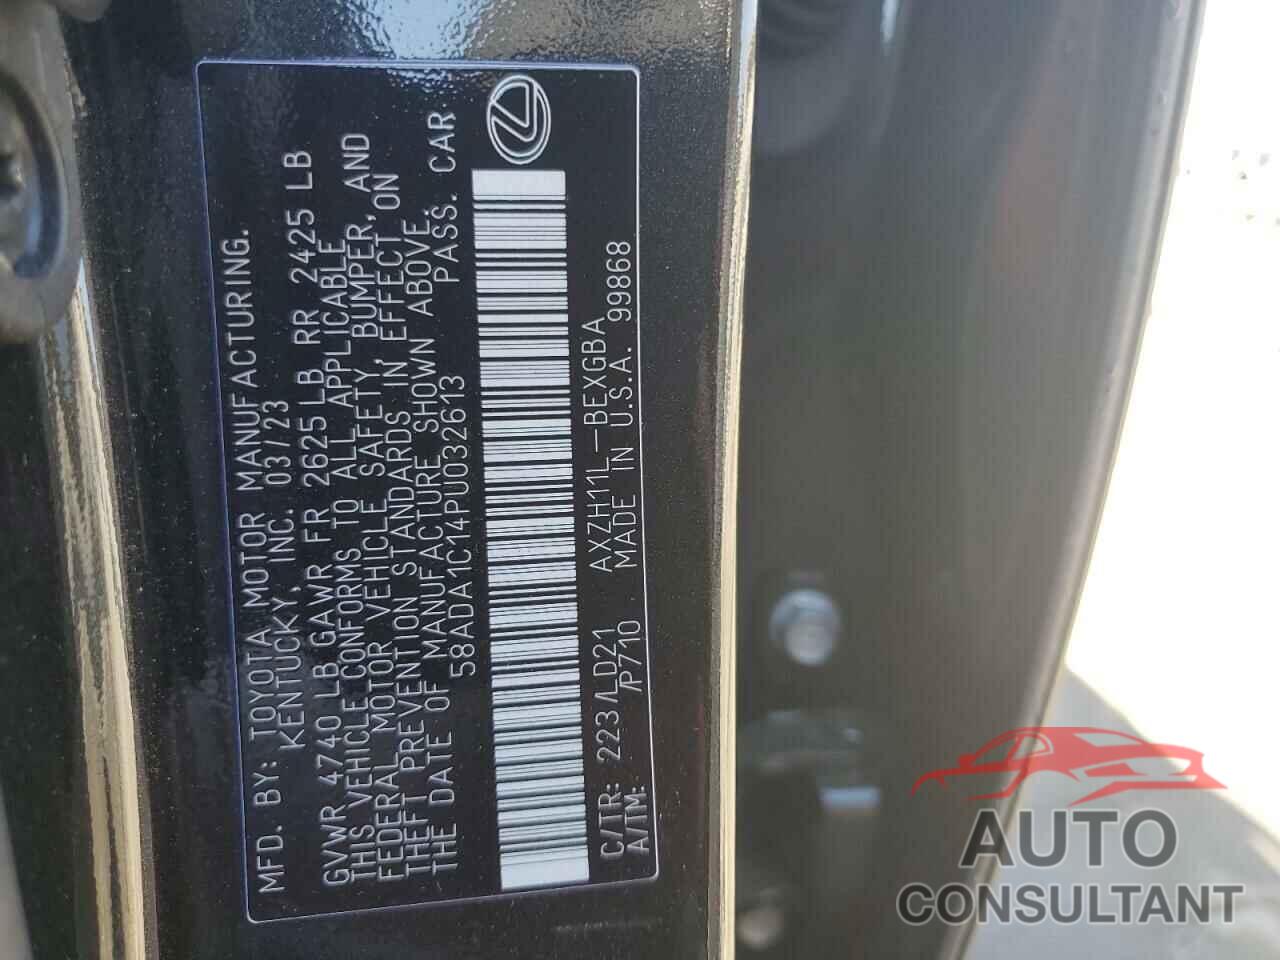 MFD. BY: TOYOTA MOTOR MANUFACTURING.
KENTUCKY, INC. 03/23
GVWR 4740 LB GAWR FR 2625 LB RR 2425 LB
THIS VEHICLE CONFORMS TO ALL APPLICABLE
FEDERAL MOTOR VEHICLE SAFETY, BUMPER, AND
THEFT PREVENTION STANDARDS IN EFFECT ON
THE DATE OF MANUFACTURE SHOWN ABOVE.
58ADA1C14PU032613 PASS. CAR
C/TR: 223/LD21 AXZH11L-BEXGBA
A/TM: /P710 MADE IN U.S.A. 99868
AUTO
CONSULTANT